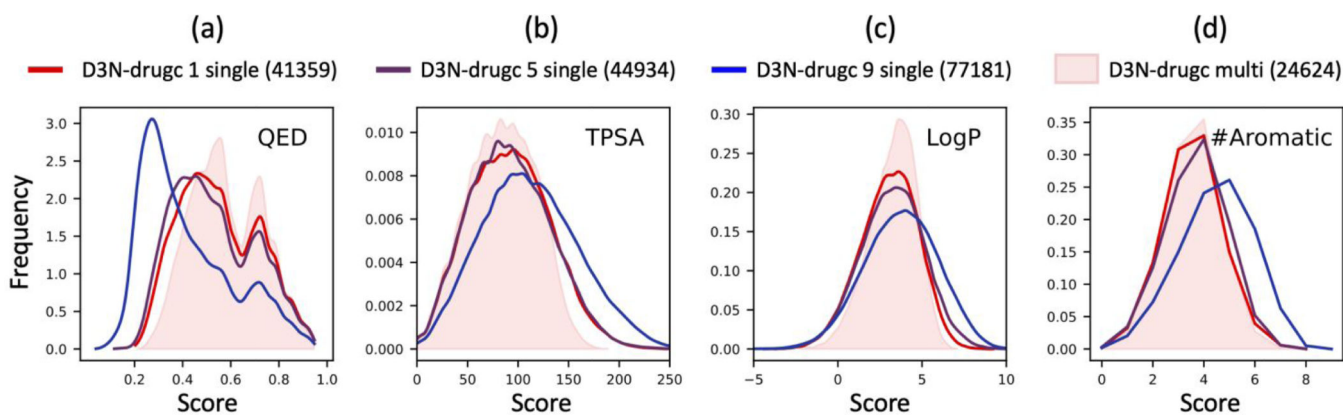 (a) (b) (c) (d)
D3N-drugc 1 single (41359) D3N-drugc 5 single (44934) D3N-drugc 9 single (77181) D3N-drugc multi (24624)
Frequency
QED
3.0
2.5
2.0
1.5
1.0
0.5
0.0
0.2 0.4 0.6 0.8 1.0
Score
TPSA
0.010
0.008
0.006
0.004
0.002
0.000
0 50 100 150 200 250
Score
LogP
0.30
0.25
0.20
0.15
0.10
0.05
0.00
−5 0 5 10
Score
#Aromatic
0.35
0.30
0.25
0.20
0.15
0.10
0.05
0.00
0 2 4 6 8
Score